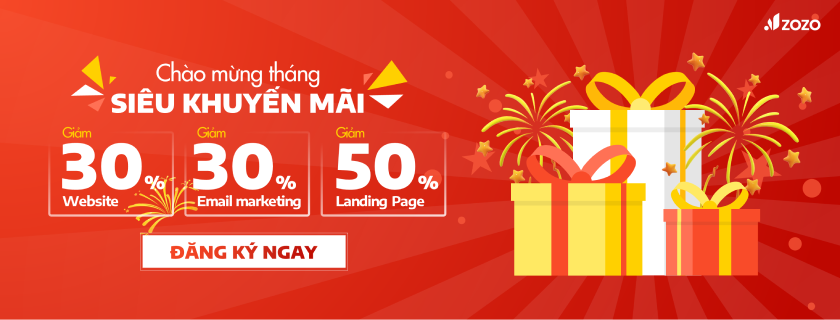 zozo
Chào mừng tháng
SIÊU KHUYẾN MÃI
Giảm
30%
Website
Giảm
30%
Email marketing
Giảm
50%
Landing Page
ĐĂNG KÝ NGAY